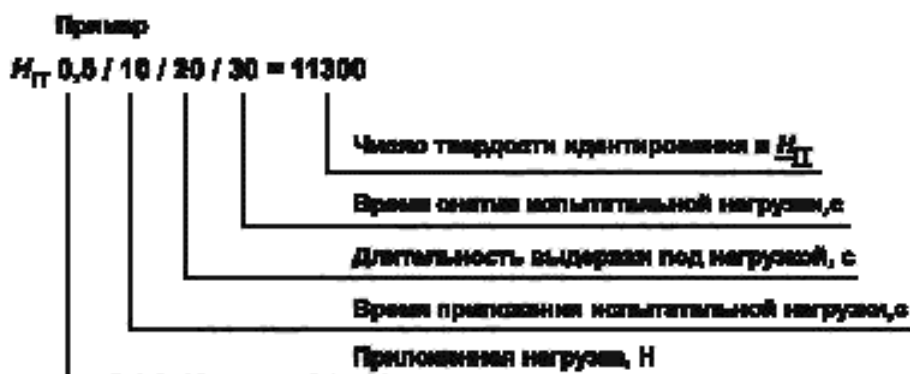 Пример
H_IT 0,5 / 10 / 20 / 30 = 11300
Число твердости идентирования в H_IT
Время снятия испытательной нагрузки,с
Длительность выдержки под нагрузкой, с
Время приложения испытательной нагрузки,с
Приложенная нагрузка, Н